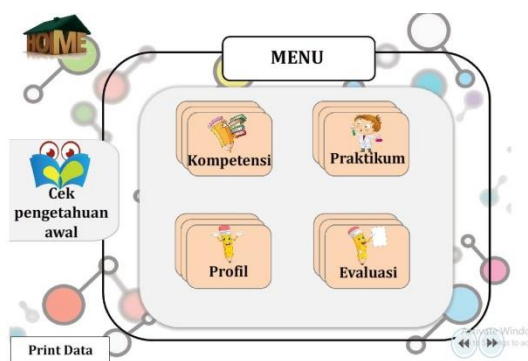 HOME
MENU
Kompetensi
Praktikum
Cek
pengetahuan
awal
Profil
Evaluasi
Print Data